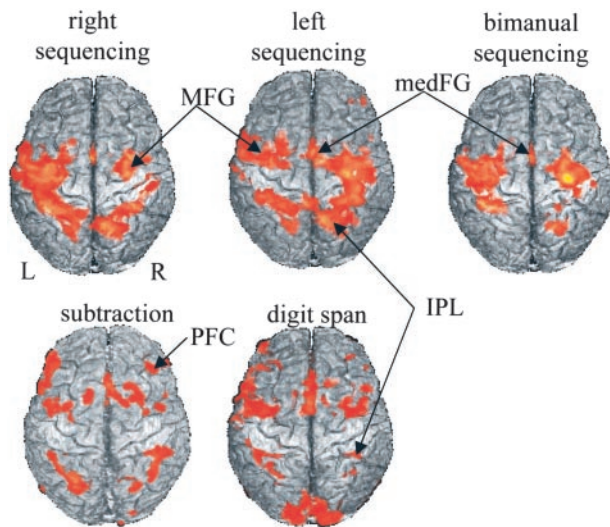 right
sequencing
left
sequencing
bimanual
sequencing
MFG
medFG
L
R
subtraction
PFC
digit span
IPL